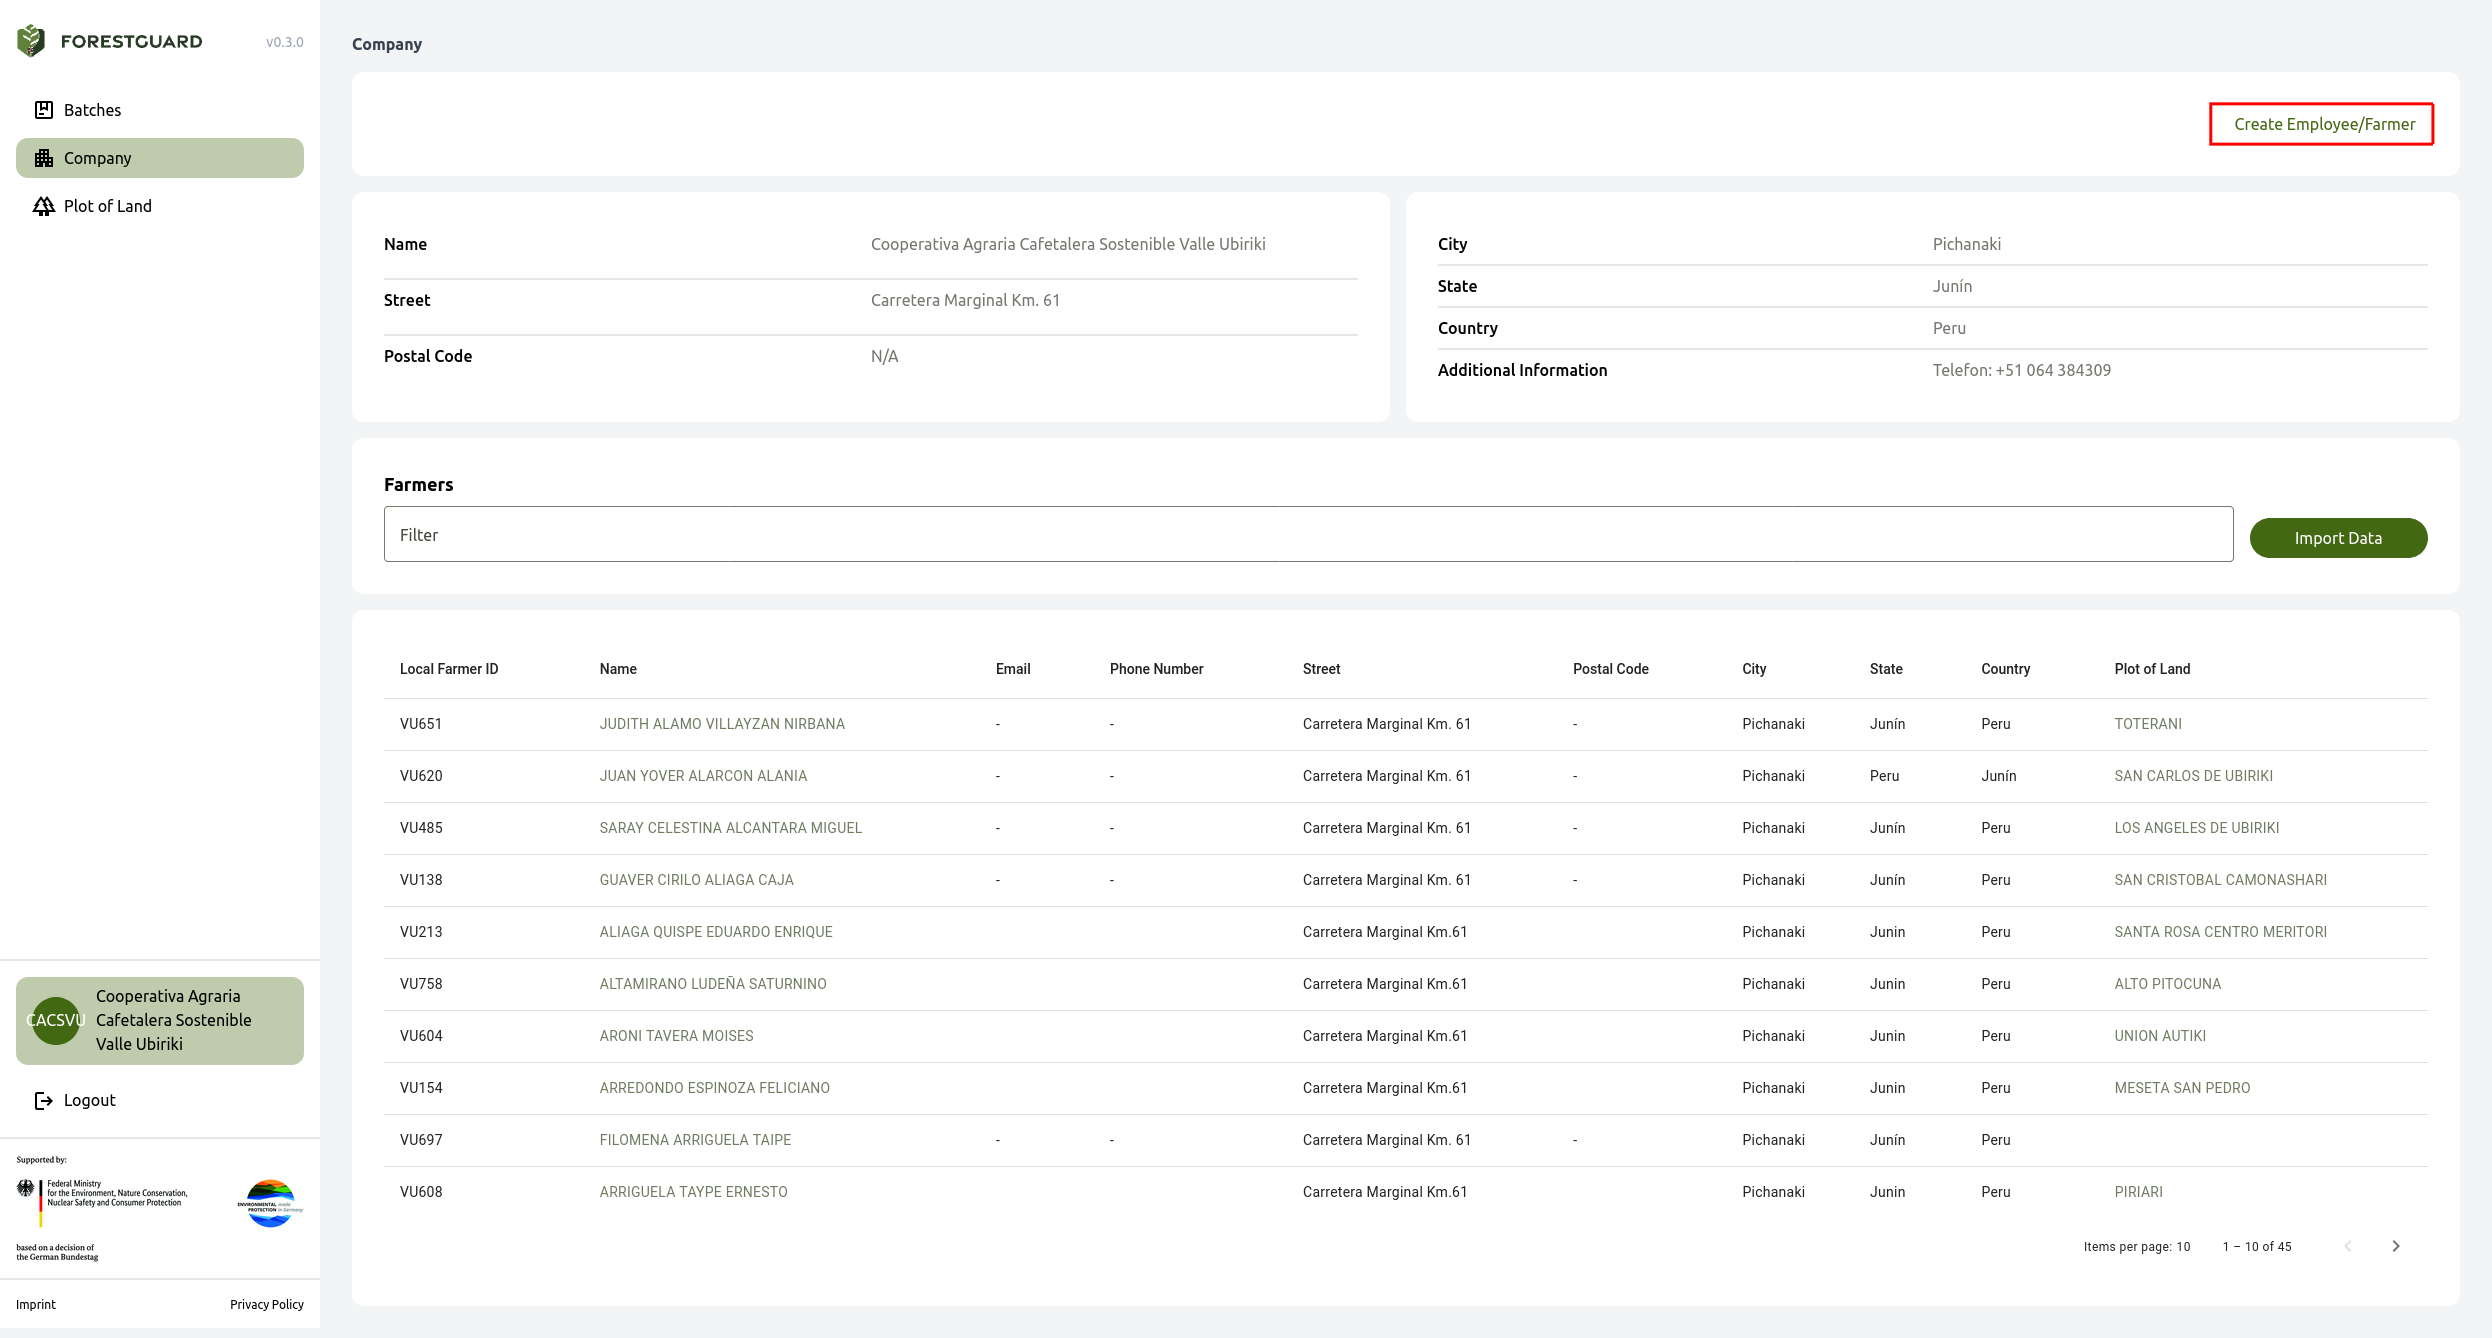 FORESTGUARD v0.3.0
Batches
Company
Plot of Land
CACSVU
Cooperativa Agraria
Cafetalera Sostenible
Valle Ubiriki
Logout
Supported by:
Federal Ministry
for the Environment, Nature Conservation,
Nuclear Safety and Consumer Protection
ENVIRONMENTAL made
PROTECTION in Germany
based on a decision of
the German Bundestag
Imprint Privacy Policy
Company
Create Employee/Farmer
Name Cooperativa Agraria Cafetalera Sostenible Valle Ubiriki
Street Carretera Marginal Km. 61
Postal Code N/A
City Pichanaki
State Junín
Country Peru
Additional Information Telefon: +51 064 384309
Farmers
Filter
Import Data
Local Farmer ID Name Email Phone Number Street Postal Code City State Country Plot of Land
VU651 JUDITH ALAMO VILLAYZAN NIRBANA - - Carretera Marginal Km. 61 - Pichanaki Junín Peru TOTERANI
VU620 JUAN YOVER ALARCON ALANIA - - Carretera Marginal Km. 61 - Pichanaki Peru Junín SAN CARLOS DE UBIRIKI
VU485 SARAY CELESTINA ALCANTARA MIGUEL - - Carretera Marginal Km. 61 - Pichanaki Junín Peru LOS ANGELES DE UBIRIKI
VU138 GUAVER CIRILO ALIAGA CAJA - - Carretera Marginal Km. 61 - Pichanaki Junín Peru SAN CRISTOBAL CAMONASHARI
VU213 ALIAGA QUISPE EDUARDO ENRIQUE Carretera Marginal Km.61 Pichanaki Junin Peru SANTA ROSA CENTRO MERITORI
VU758 ALTAMIRANO LUDEÑA SATURNINO Carretera Marginal Km.61 Pichanaki Junin Peru ALTO PITOCUNA
VU604 ARONI TAVERA MOISES Carretera Marginal Km.61 Pichanaki Junin Peru UNION AUTIKI
VU154 ARREDONDO ESPINOZA FELICIANO Carretera Marginal Km.61 Pichanaki Junin Peru MESETA SAN PEDRO
VU697 FILOMENA ARRIGUELA TAIPE - - Carretera Marginal Km. 61 - Pichanaki Junín Peru
VU608 ARRIGUELA TAYPE ERNESTO Carretera Marginal Km.61 Pichanaki Junin Peru PIRIARI
Items per page: 10 1 – 10 of 45